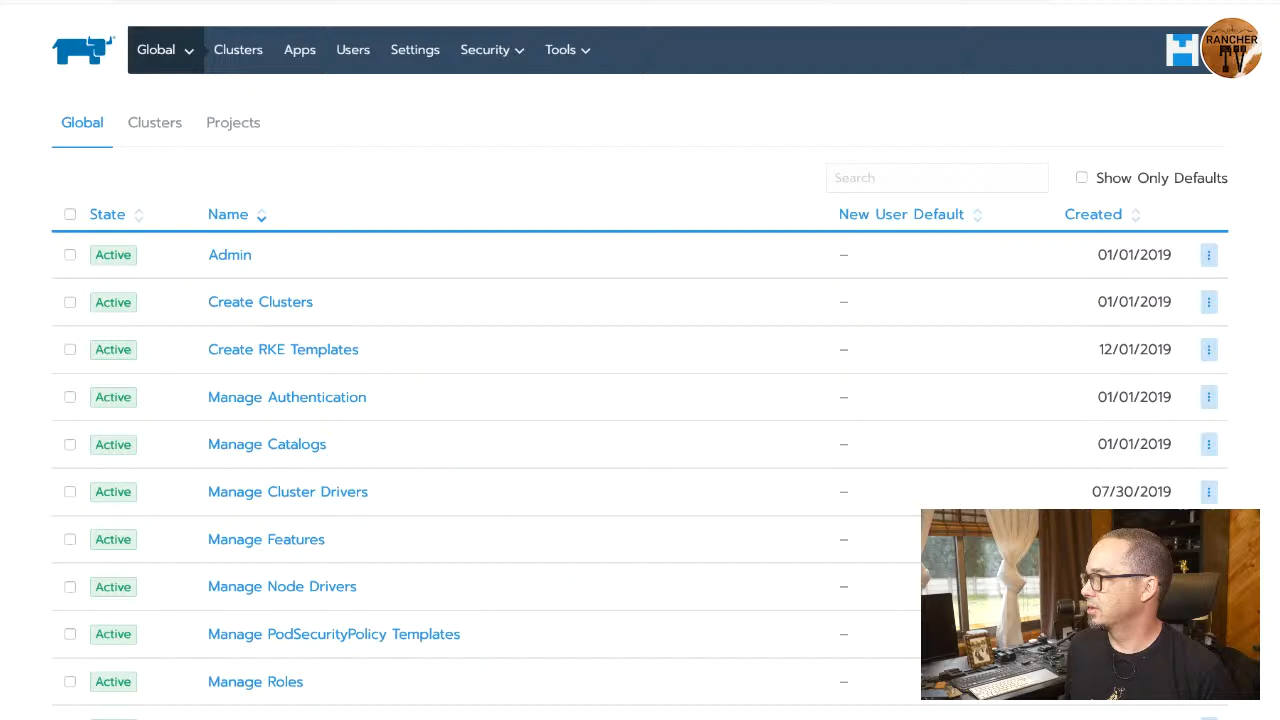 Global Clusters Apps Users Settings Security Tools
RANCHER
TV
Global Clusters Projects
Search Show Only Defaults
State Name New User Default Created
Active Admin – 01/01/2019
Active Create Clusters – 01/01/2019
Active Create RKE Templates – 12/01/2019
Active Manage Authentication – 01/01/2019
Active Manage Catalogs – 01/01/2019
Active Manage Cluster Drivers – 07/30/2019
Active Manage Features –
Active Manage Node Drivers –
Active Manage PodSecurityPolicy Templates –
Active Manage Roles –